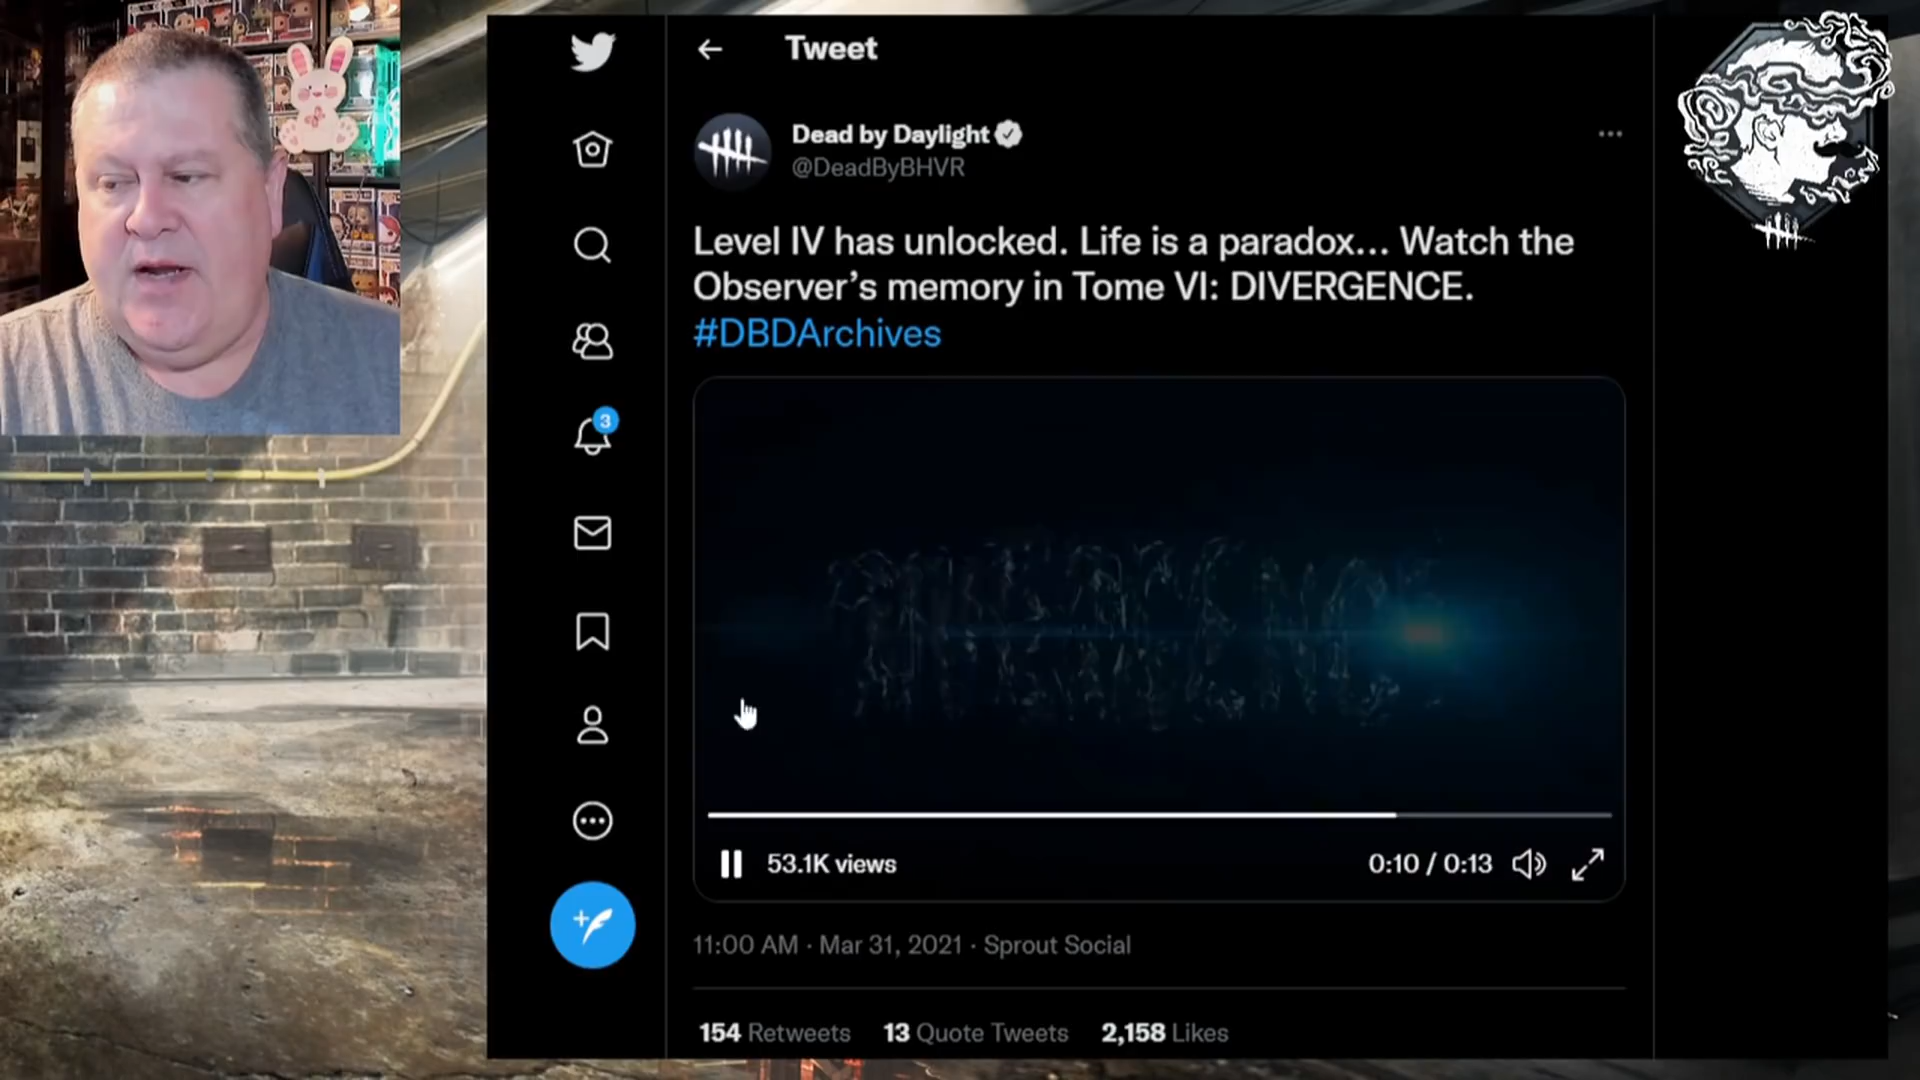 Tweet
Dead by Daylight
@DeadByBHVR
Level IV has unlocked. Life is a paradox... Watch the
Observer's memory in Tome VI: DIVERGENCE.
#DBDArchives
3
53.1K views
0:10 / 0:13
11:00 AM · Mar 31, 2021 · Sprout Social
154 Retweets 13 Quote Tweets 2,158 Likes